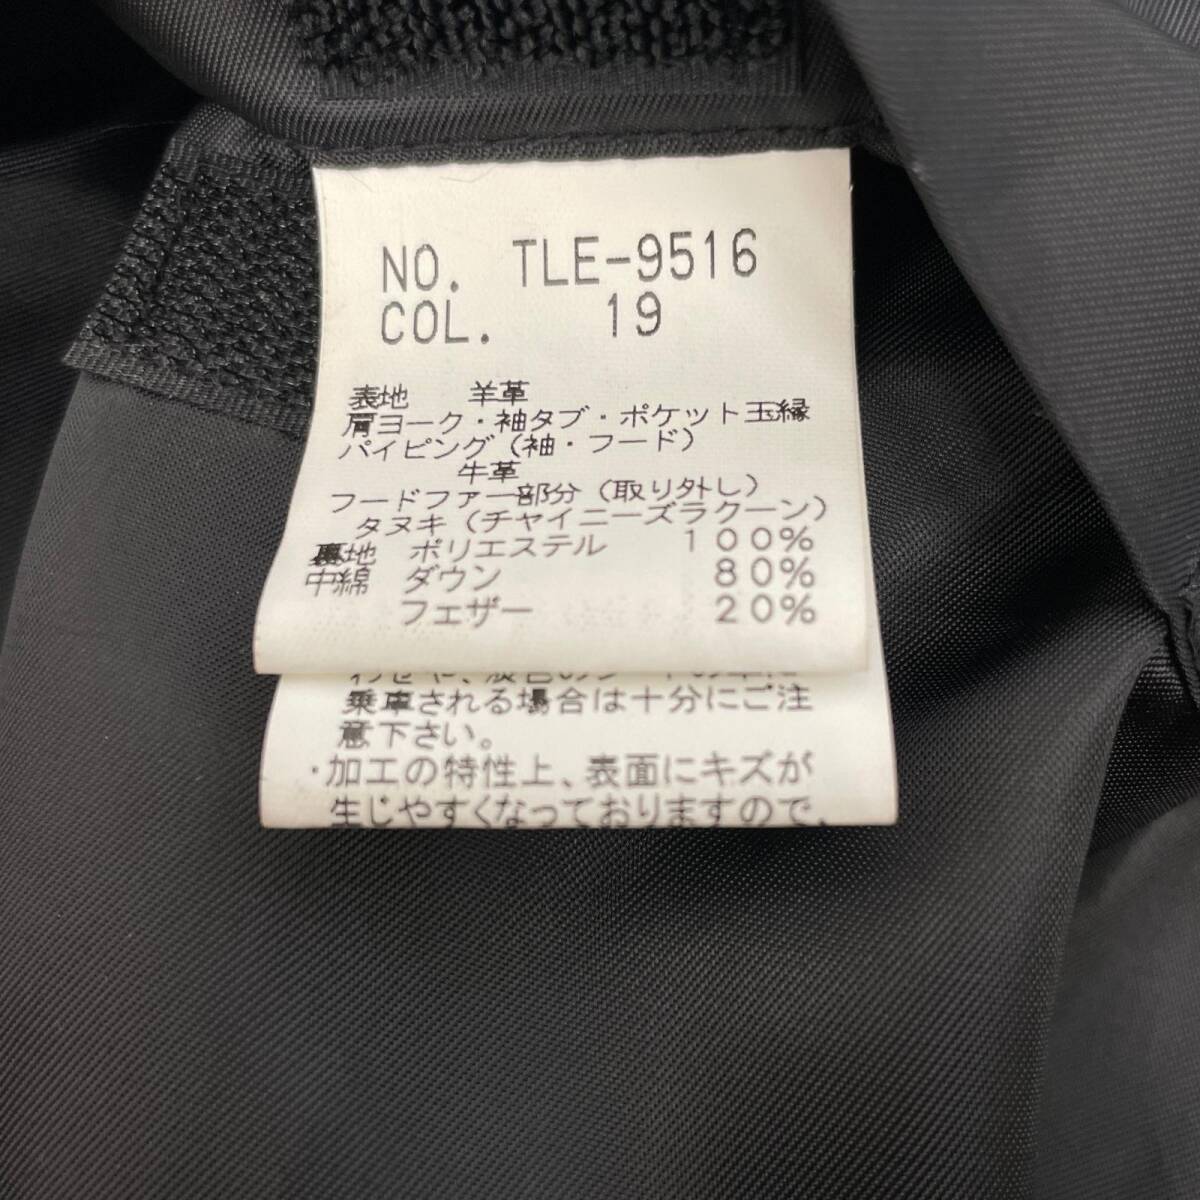 NO. TLE-9516
COL. 19
表地 羊革
肩ヨーク・袖タブ・ポケット玉縁
パイピング(袖・フード)
牛革
フードファー部分(取り外し)
タヌキ(チャイニーズラクーン)
裏地 ポリエステル 100%
中綿 ダウン 80%
フェザー 20%
乗車される場合は十分にご注
意下さい。
・加工の特性上、表面にキズが
生じやすくなっておりますので、